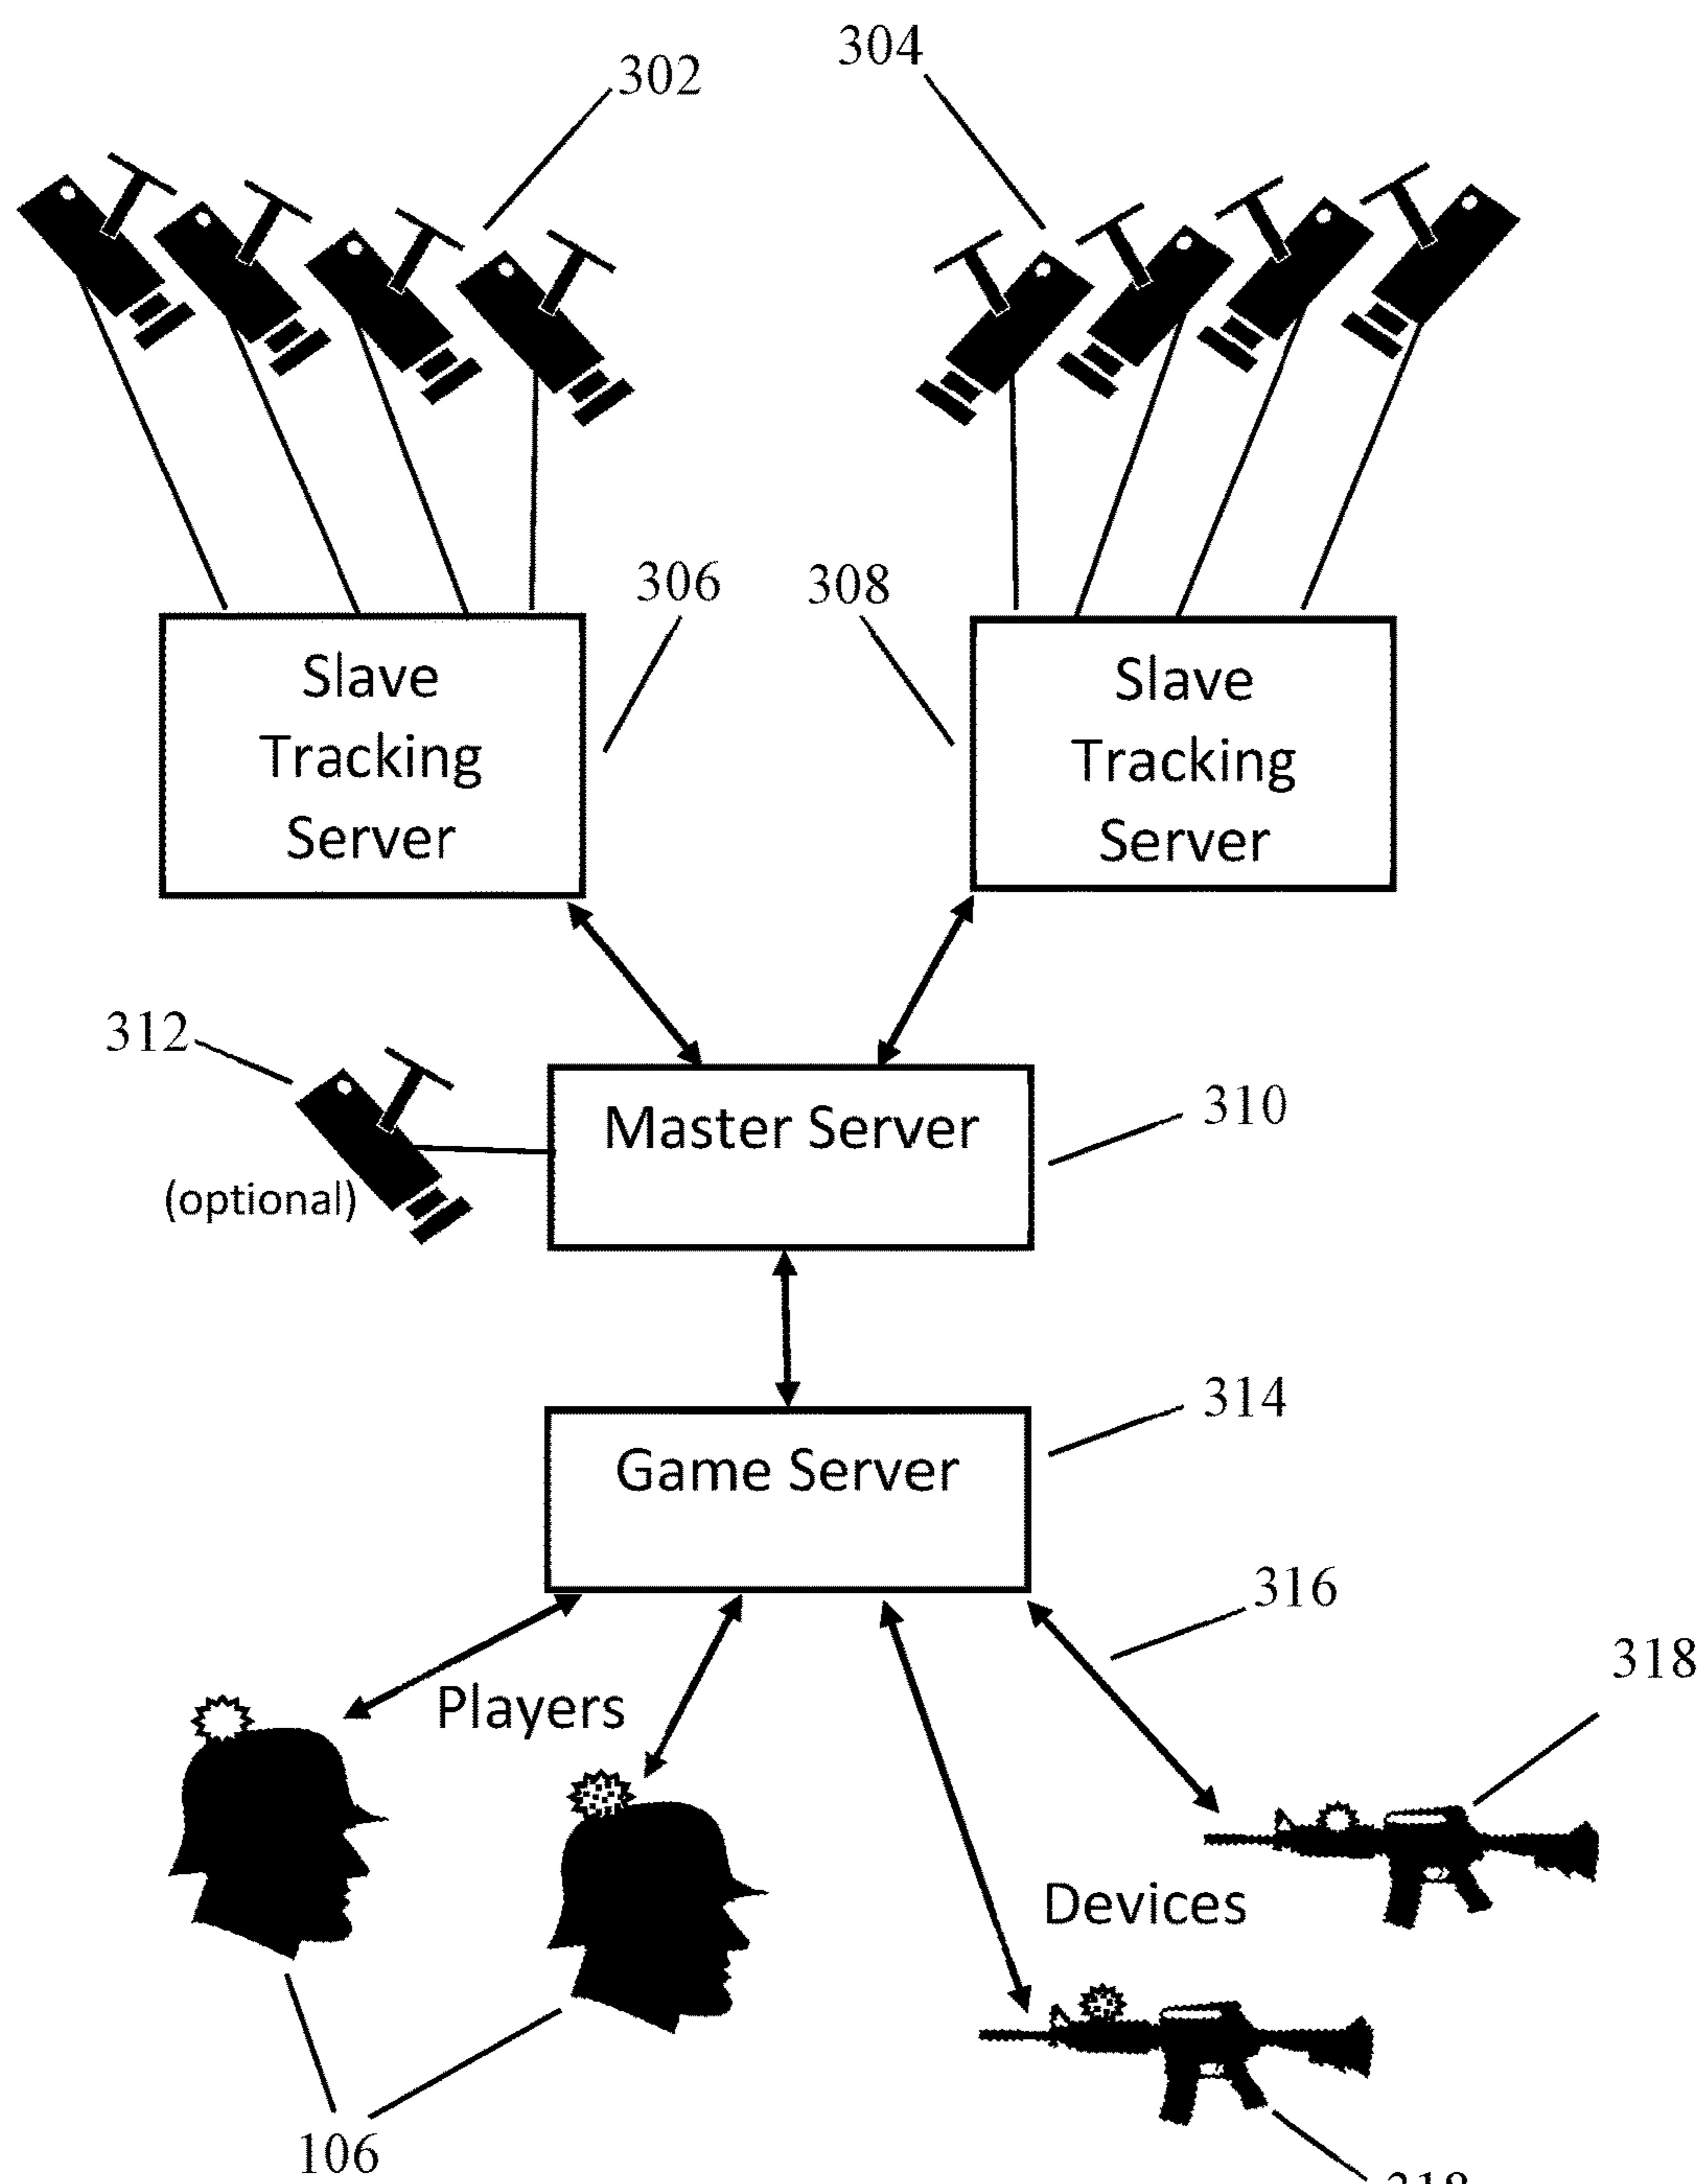 302
304
306
308
Slave
Tracking
Server
Slave
Tracking
Server
312
(optional)
Master Server
310
Game Server
314
316
318
Players
Devices
106